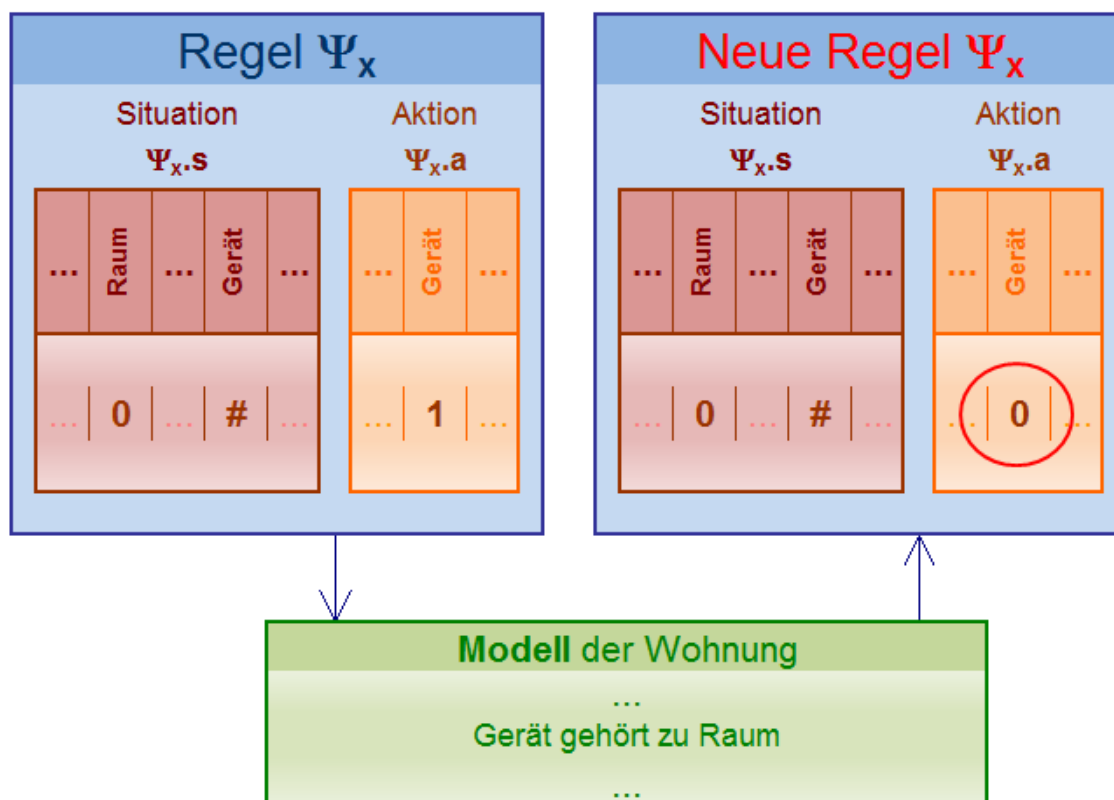 Regel Ψx
Situation
Aktion
Ψx.s
Ψx.a
... Raum ... Gerät ...
... Gerät ...
... 0 ... # ...
... 1 ...
Neue Regel Ψx
Situation
Aktion
Ψx.s
Ψx.a
... Raum ... Gerät ...
... Gerät ...
... 0 ... # ...
... 0 ...
Modell der Wohnung
...
Gerät gehört zu Raum
...